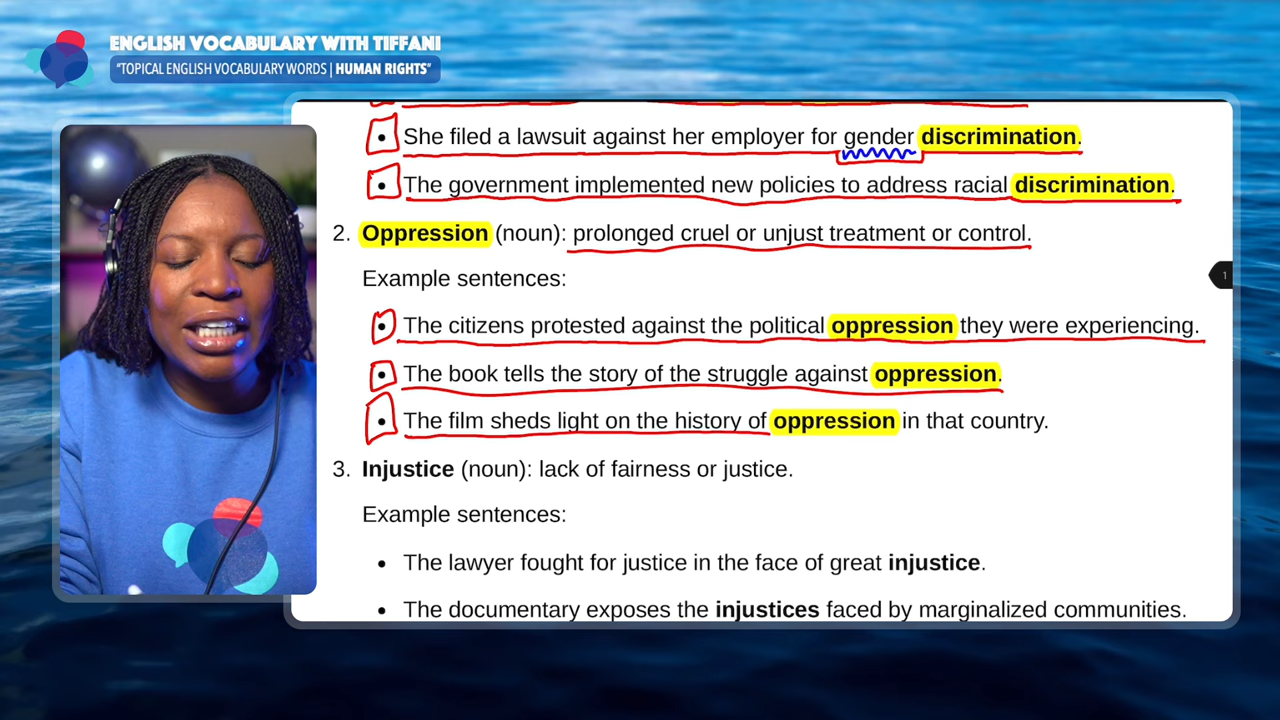 ENGLISH VOCABULARY WITH TIFFANI
"TOPICAL ENGLISH VOCABULARY WORDS | HUMAN RIGHTS"
• She filed a lawsuit against her employer for gender discrimination.
• The government implemented new policies to address racial discrimination.
2. Oppression (noun): prolonged cruel or unjust treatment or control.
Example sentences:
• The citizens protested against the political oppression they were experiencing.
• The book tells the story of the struggle against oppression.
• The film sheds light on the history of oppression in that country.
3. Injustice (noun): lack of fairness or justice.
Example sentences:
• The lawyer fought for justice in the face of great injustice.
• The documentary exposes the injustices faced by marginalized communities.
1